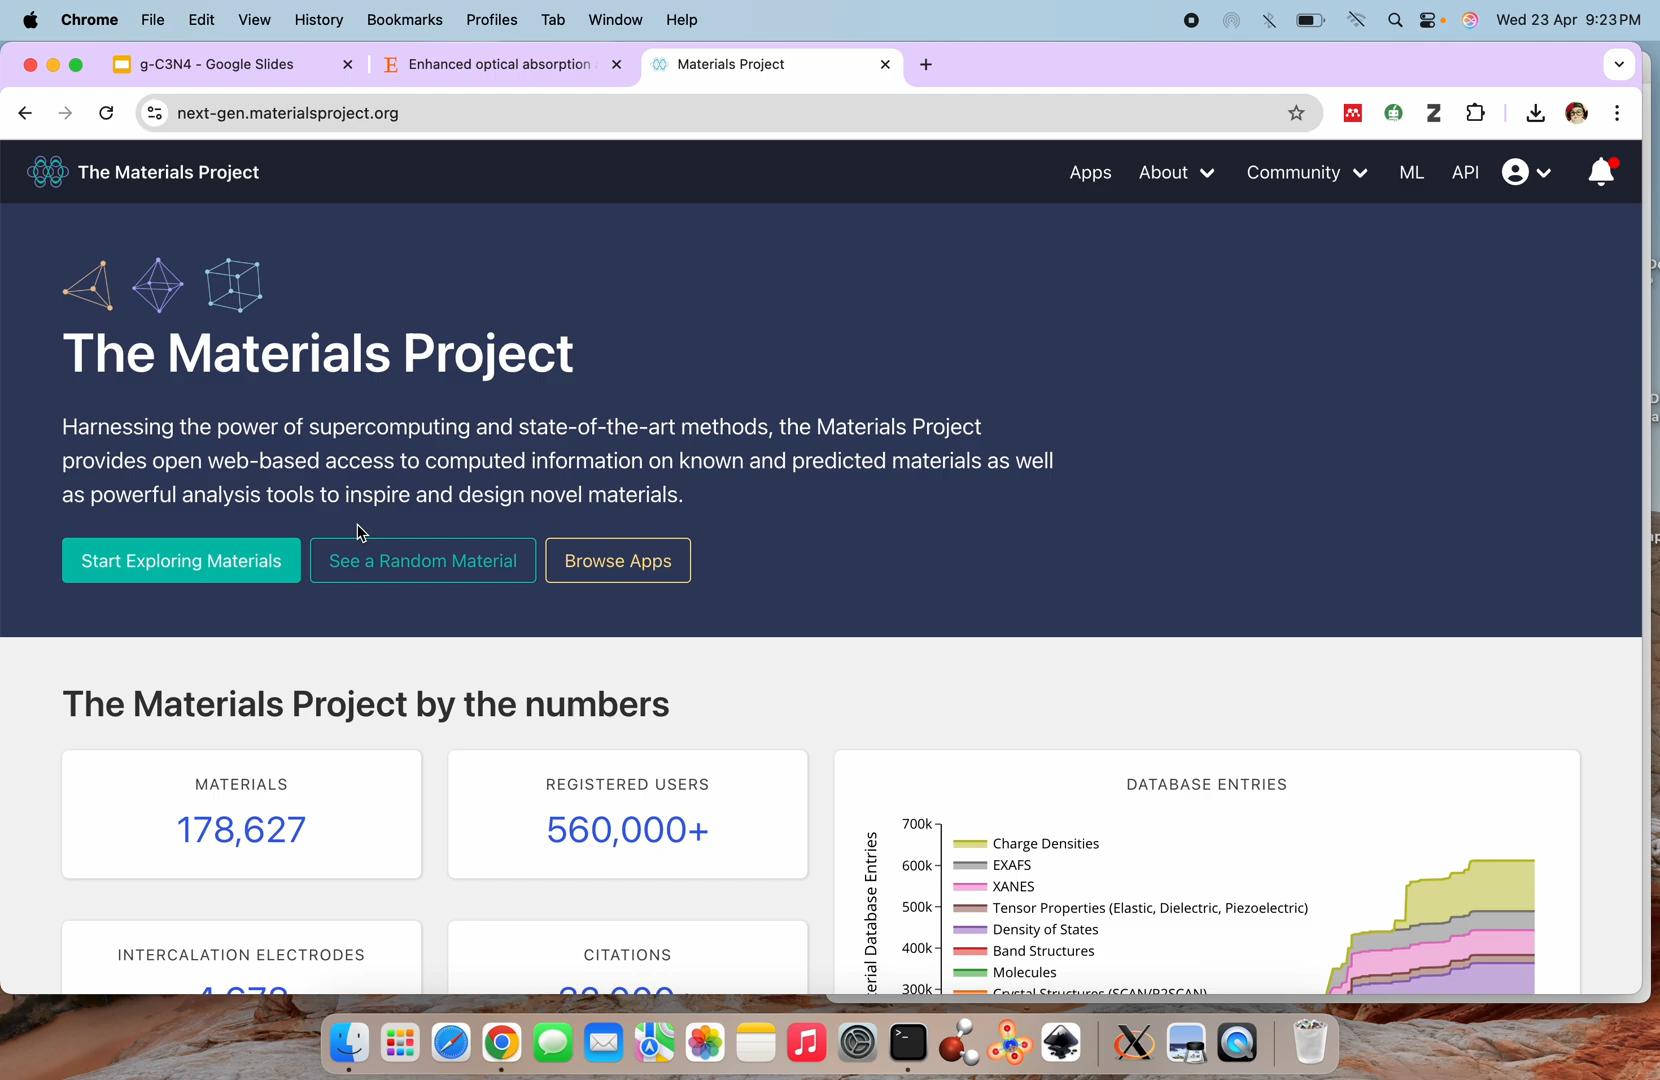 Chrome File Edit View History Bookmarks Profiles Tab Window Help Wed 23 Apr 9:23 PM
g-C3N4 - Google Slides Enhanced optical absorption Materials Project
next-gen.materialsproject.org
The Materials Project Apps About Community ML API
The Materials Project
Harnessing the power of supercomputing and state-of-the-art methods, the Materials Project
provides open web-based access to computed information on known and predicted materials as well
as powerful analysis tools to inspire and design novel materials.
Start Exploring Materials See a Random Material Browse Apps
The Materials Project by the numbers
MATERIALS
178,627
REGISTERED USERS
560,000+
INTERCALATION ELECTRODES
CITATIONS
DATABASE ENTRIES
700k
600k
500k
400k
300k
Charge Densities
EXAFS
XANES
Tensor Properties (Elastic, Dielectric, Piezoelectric)
Density of States
Band Structures
Molecules
Crystal Structures (SCAN/R2SCAN)
Database Entries